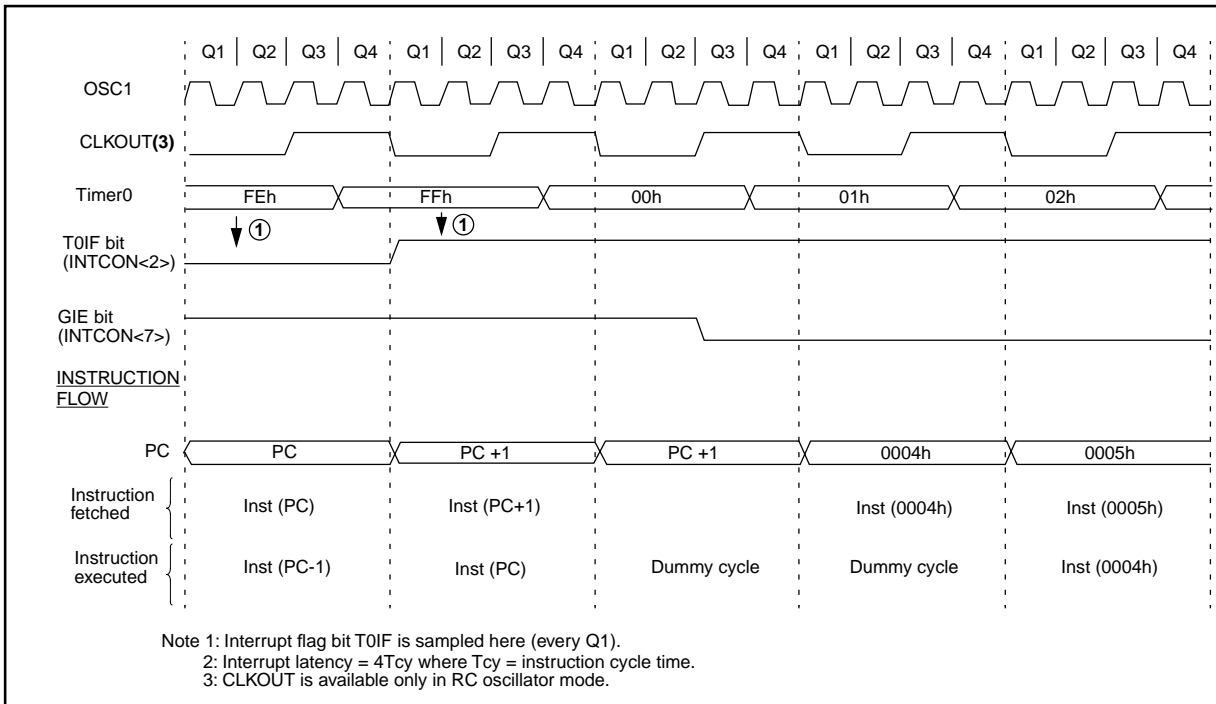 Q1 Q2 Q3 Q4 Q1 Q2 Q3 Q4 Q1 Q2 Q3 Q4 Q1 Q2 Q3 Q4 Q1 Q2 Q3 Q4
OSC1
CLKOUT(3)
Timer0 FEh FFh 00h 01h 02h
1 1
T0IF bit
(INTCON<2>)
GIE bit
(INTCON<7>)
INSTRUCTION
FLOW
PC PC PC +1 PC +1 0004h 0005h
Instruction
fetched
Inst (PC) Inst (PC+1) Inst (0004h) Inst (0005h)
Instruction
executed
Inst (PC-1) Inst (PC) Dummy cycle Dummy cycle Inst (0004h)
Note 1: Interrupt flag bit T0IF is sampled here (every Q1).
2: Interrupt latency = 4Tcy where Tcy = instruction cycle time.
3: CLKOUT is available only in RC oscillator mode.